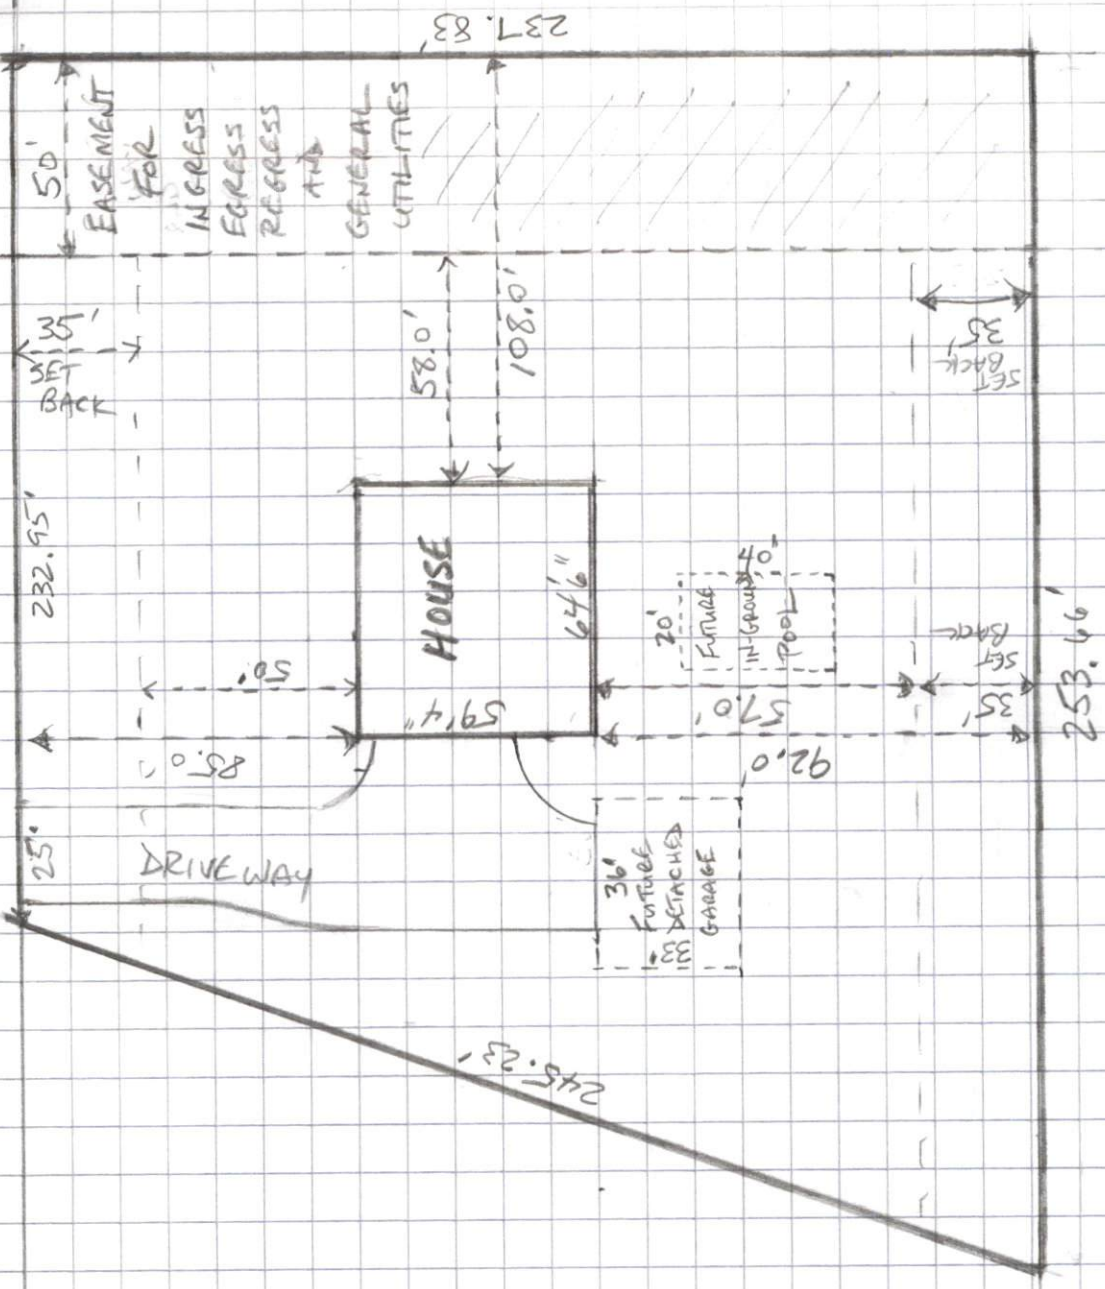 237.83'
50'
EASEMENT
FOR
INGRESS
EGRESS
REGRESS
AND
GENERAL
UTILITIES
35'
SET
BACK
58.0'
108.0'
35'
SET
BACK
232.95'
HOUSE
64'6"
59'4"
50'.
85.0'
20'
40'
FUTURE
IN-GROUND
POOL
57.0'
92.0'
SET
BACK
35'
253.66'
25'
DRIVEWAY
36'
FUTURE
DETACHED
GARAGE
33'
245.23'